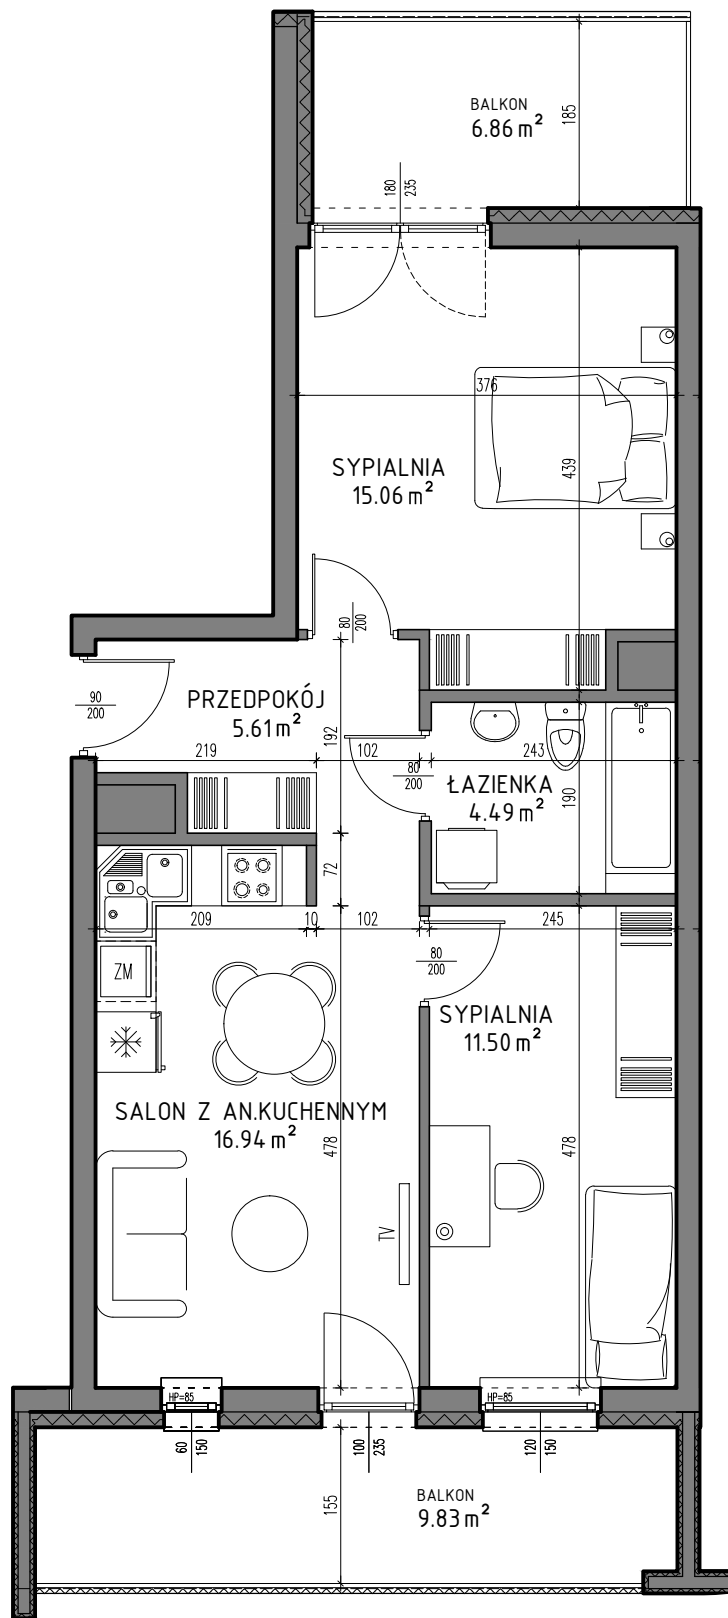 BALKON
6.86 m²
185
180
235
376
439
SYPIALNIA
15.06 m²
80
200
90
200
PRZEDPOKÓJ
5.61 m²
192
219
102
80
200
243
ŁAZIENKA
4.49 m²
190
72
209
10
102
245
80
200
ZM
SYPIALNIA
11.50 m²
SALON Z AN.KUCHENNYM
16.94 m²
478
478
TV
HP=85
HP=85
60
150
100
235
120
150
155
BALKON
9.83 m²